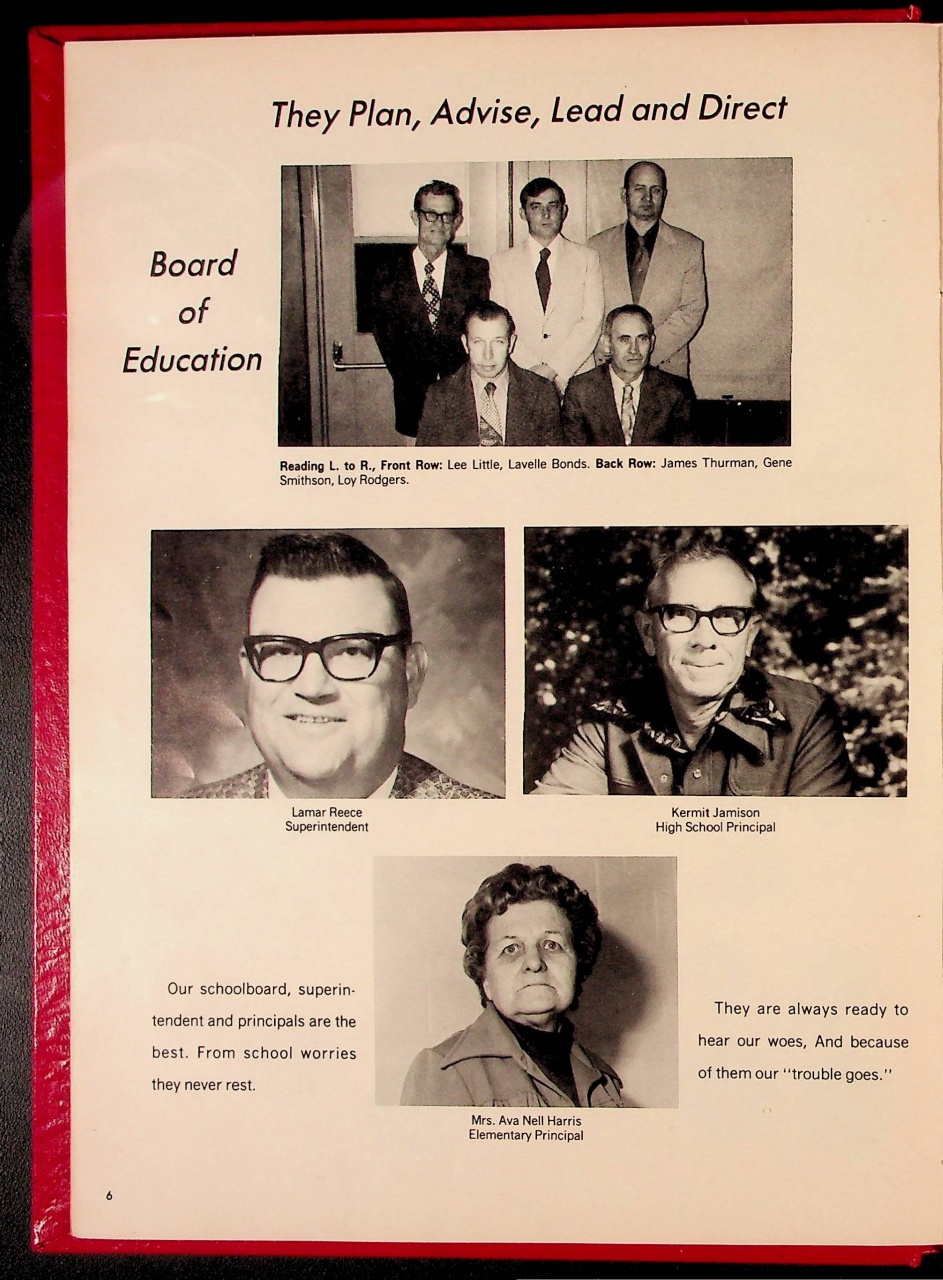 They Plan, Advise, Lead and Direct
Board
of
Education
Reading L. to R., Front Row: Lee Little, Lavelle Bonds. Back Row: James Thurman, Gene
Smithson, Loy Rodgers.
Lamar Reece
Superintendent
Kermit Jamison
High School Principal
Our schoolboard, superin-
tendent and principals are the
best. From school worries
they never rest.
They are always ready to
hear our woes, And because
of them our "trouble goes."
Mrs. Ava Nell Harris
Elementary Principal
6